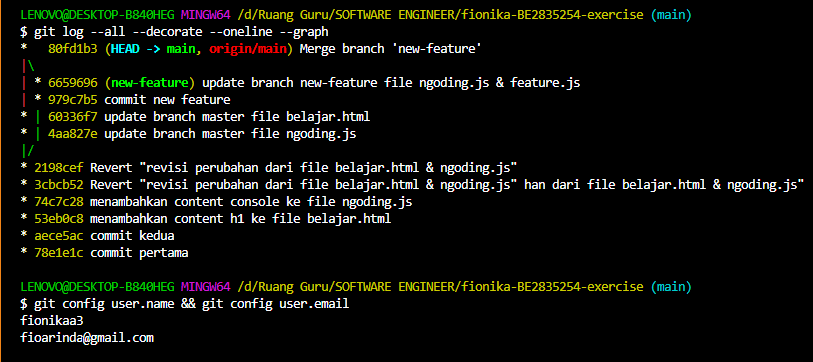 LENOVO@DESKTOP-B840HEG MINGW64 /d/Ruang Guru/SOFTWARE ENGINEER/fionika-BE2835254-exercise (main)
$ git log --all --decorate --oneline --graph
*   80fd1b3 (HEAD -> main, origin/main) Merge branch 'new-feature'
|\
| * 6659696 (new-feature) update branch new-feature file ngoding.js & feature.js
| * 979c7b5 commit new feature
* | 60336f7 update branch master file belajar.html
* | 4aa827e update branch master file ngoding.js
|/
* 2198cef Revert "revisi perubahan dari file belajar.html & ngoding.js"
* 3cbcb52 Revert "revisi perubahan dari file belajar.html & ngoding.js" han dari file belajar.html & ngoding.js"
* 74c7c28 menambahkan content console ke file ngoding.js
* 53eb0c8 menambahkan content h1 ke file belajar.html
* aece5ac commit kedua
* 78e1e1c commit pertama
LENOVO@DESKTOP-B840HEG MINGW64 /d/Ruang Guru/SOFTWARE ENGINEER/fionika-BE2835254-exercise (main)
$ git config user.name && git config user.email
fionikaa3
fioarinda@gmail.com